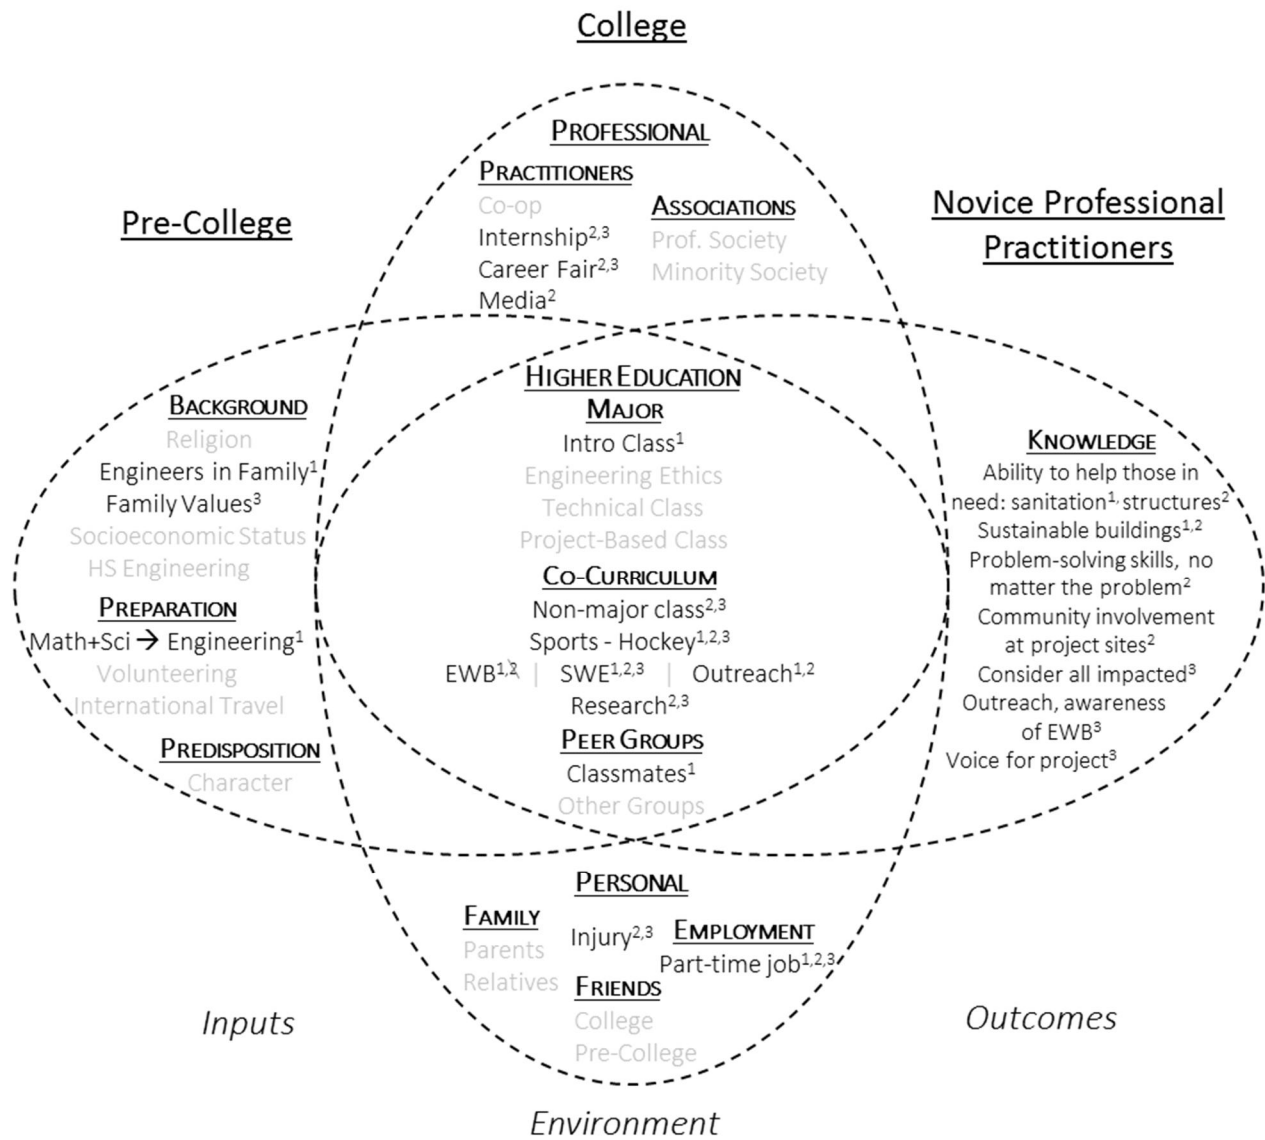 College
PROFESSIONAL
PRACTITIONERS
Co-op
Internship2,3
Career Fair2,3
Media2
ASSOCIATIONS
Prof. Society
Minority Society
Pre-College
Novice Professional
Practitioners
BACKGROUND
Religion
Engineers in Family1
Family Values3
Socioeconomic Status
HS Engineering
PREPARATION
Math+Sci → Engineering1
Volunteering
International Travel
PREDISPOSITION
Character
HIGHER EDUCATION
MAJOR
Intro Class1
Engineering Ethics
Technical Class
Project-Based Class
CO-CURRICULUM
Non-major class2,3
Sports - Hockey1,2,3
EWB1,2 | SWE1,2,3 | Outreach1,2
Research2,3
PEER GROUPS
Classmates1
Other Groups
KNOWLEDGE
Ability to help those in
need: sanitation1, structures2
Sustainable buildings1,2
Problem-solving skills, no
matter the problem2
Community involvement
at project sites2
Consider all impacted3
Outreach, awareness
of EWB3
Voice for project3
PERSONAL
FAMILY
Parents
Relatives
Injury2,3
EMPLOYMENT
Part-time job1,2,3
FRIENDS
College
Pre-College
Inputs
Outcomes
Environment